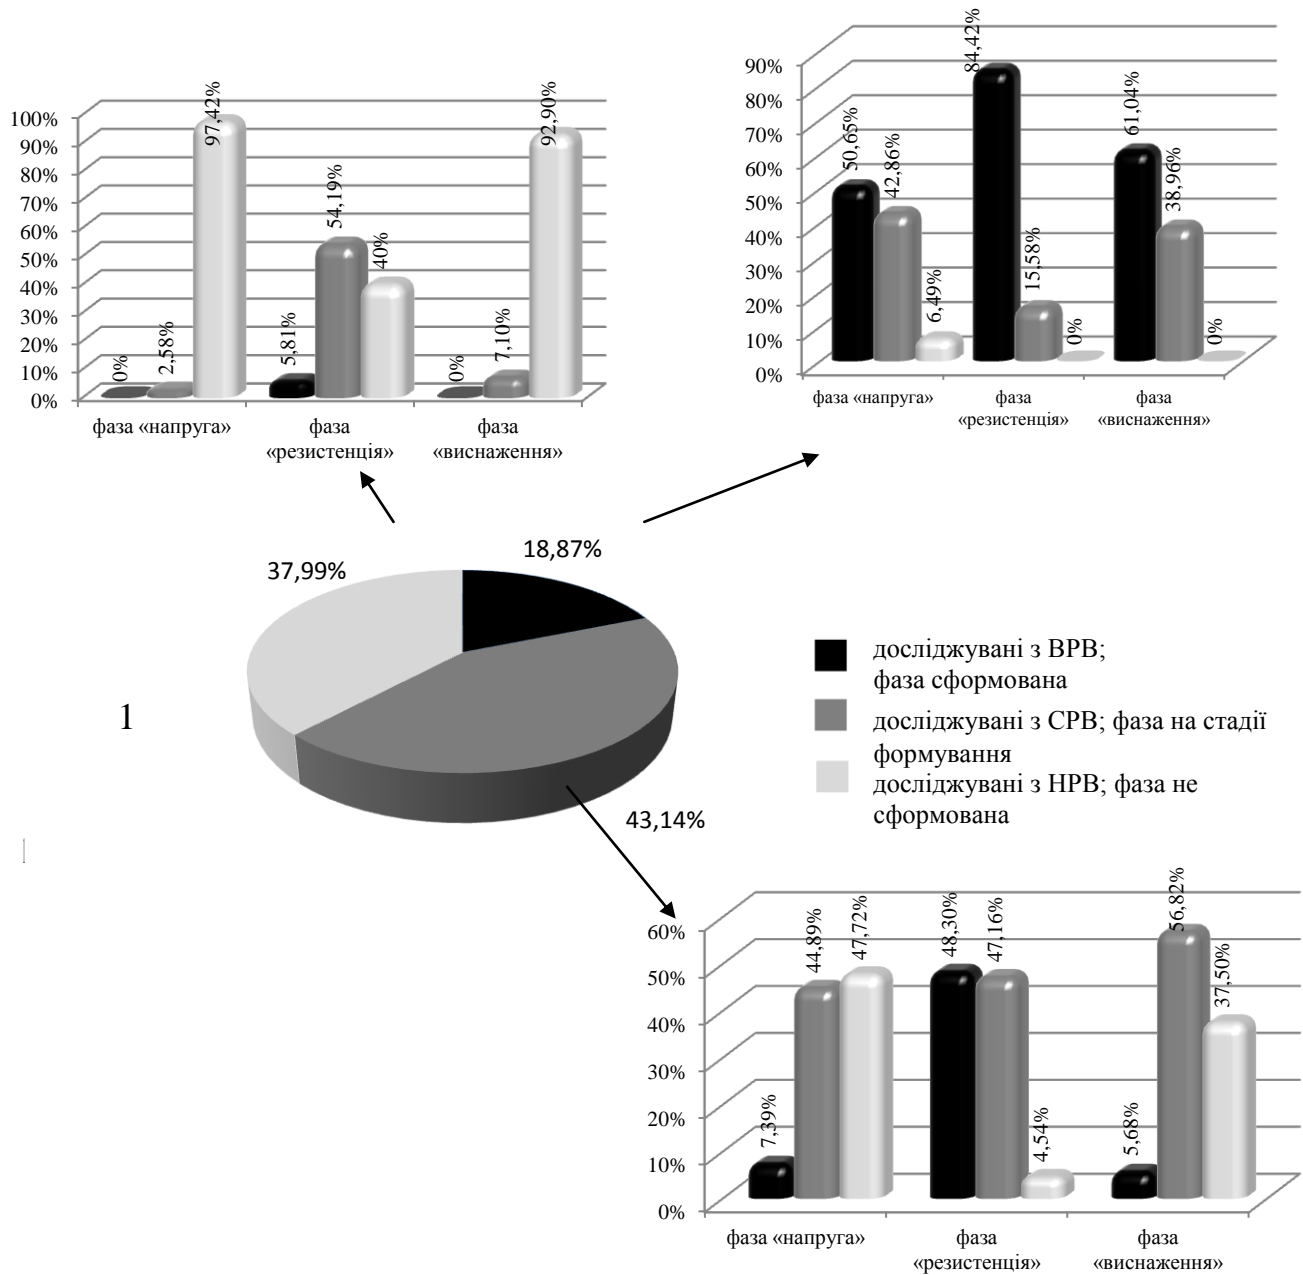 100%
90%
80%
70%
60%
50%
40%
30%
20%
10%
0%
0%
2,58%
97,42%
5,81%
54,19%
40%
0%
7,10%
92,90%
фаза «напруга»
фаза
«резистенція»
фаза
«виснаження»
90%
80%
70%
60%
50%
40%
30%
20%
10%
0%
50,65%
42,86%
6,49%
84,42%
15,58%
0%
61,04%
38,96%
0%
фаза «напруга»
фаза
«резистенція»
фаза
«виснаження»
18,87%
37,99%
43,14%
1
досліджувані з ВРВ;
фаза сформована
досліджувані з СРВ; фаза на стадії
формування
досліджувані з НРВ; фаза не
сформована
60%
50%
40%
30%
20%
10%
0%
7,39%
44,89%
47,72%
48,30%
47,16%
4,54%
5,68%
56,82%
37,50%
фаза «напруга»
фаза
«резистенція»
фаза
«виснаження»